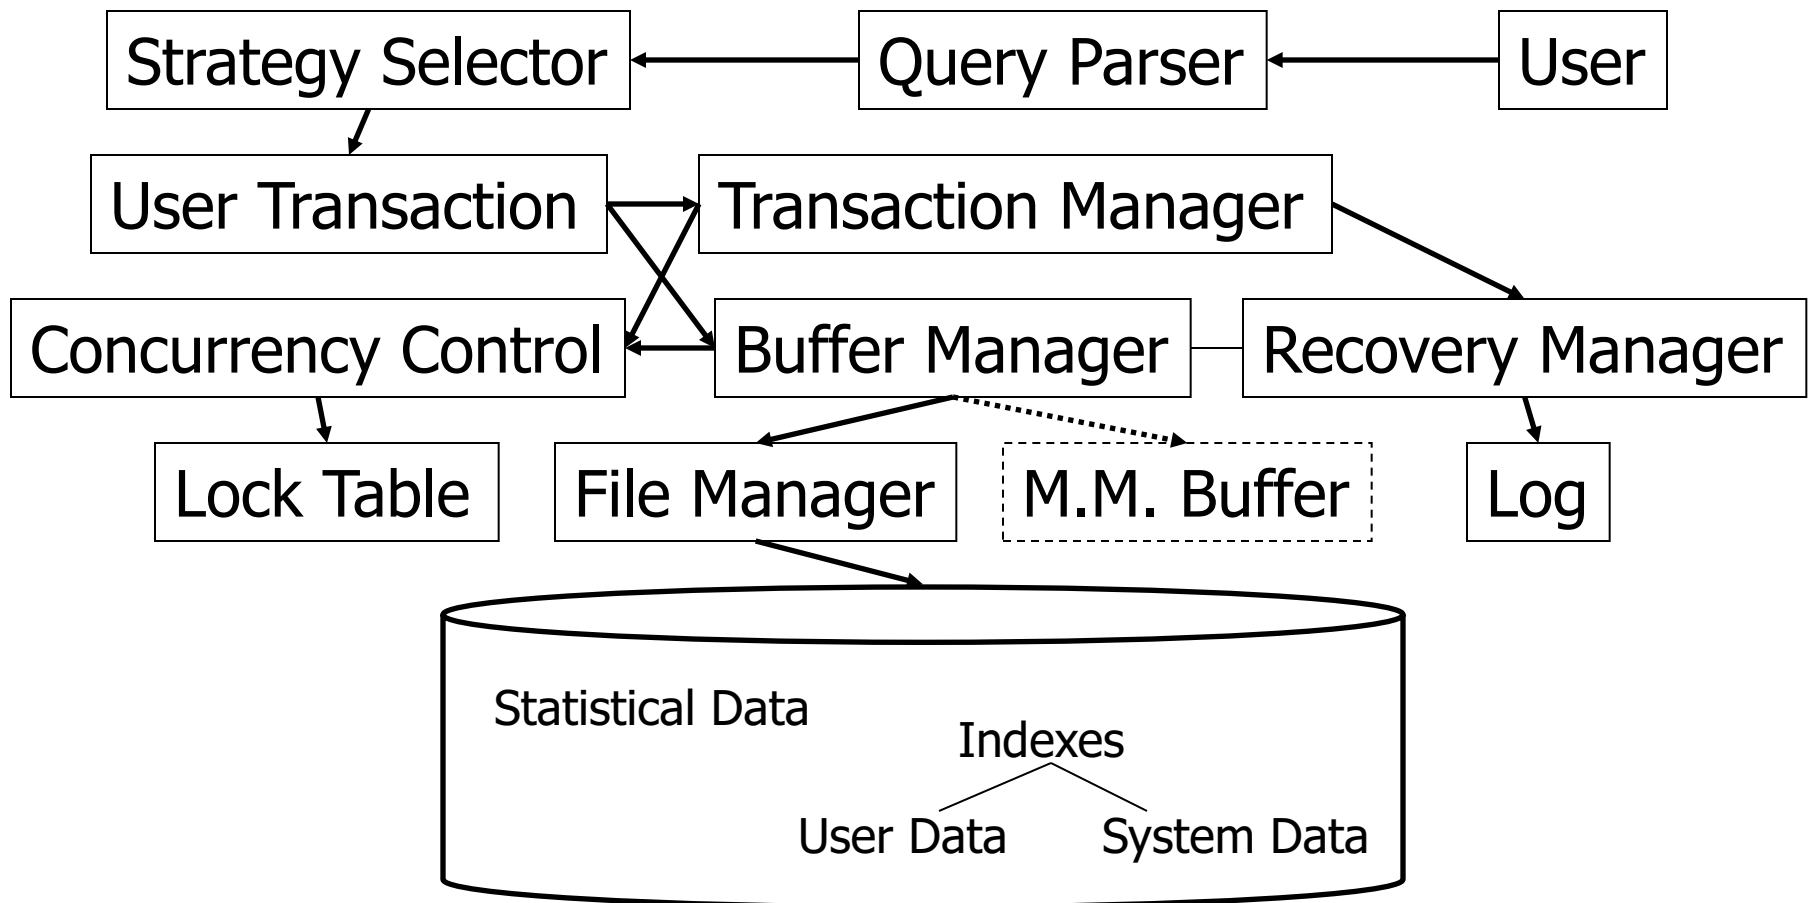 Strategy Selector
Query Parser
User
User Transaction
Transaction Manager
Concurrency Control
Buffer Manager
Recovery Manager
Lock Table
File Manager
M.M. Buffer
Log
Statistical Data
Indexes
User Data
System Data